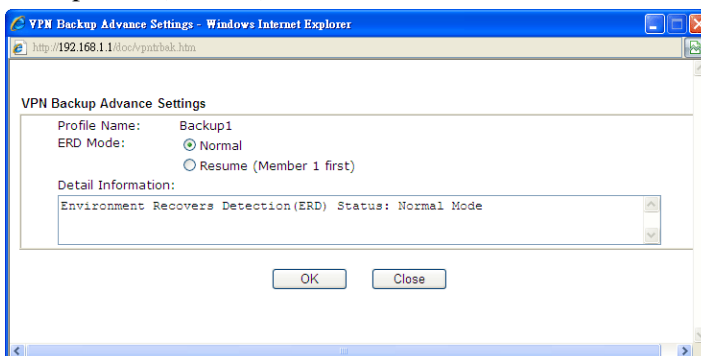 VPN Backup Advance Settings - Windows Internet Explorer
http://192.168.1.1/doc/vpntrbak.htm
VPN Backup Advance Settings
Profile Name: Backup1
ERD Mode: Normal
Resume (Member 1 first)
Detail Information:
Environment Recovers Detection(ERD) Status: Normal Mode
OK Close